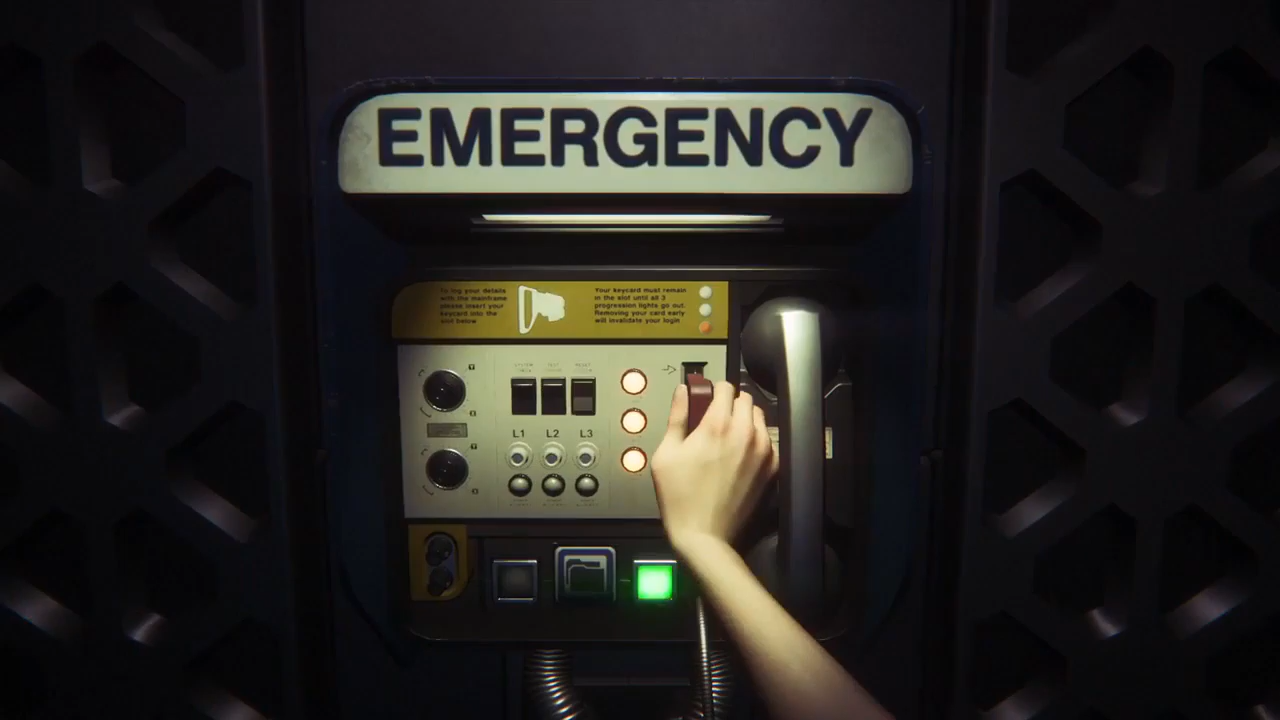 EMERGENCY
To log your details
with the mainframe
please insert your
keycard into the
slot below
Your keycard must remain
in the slot until all 3
progression lights go out.
Removing your card early
will invalidate your login
L1 L2 L3